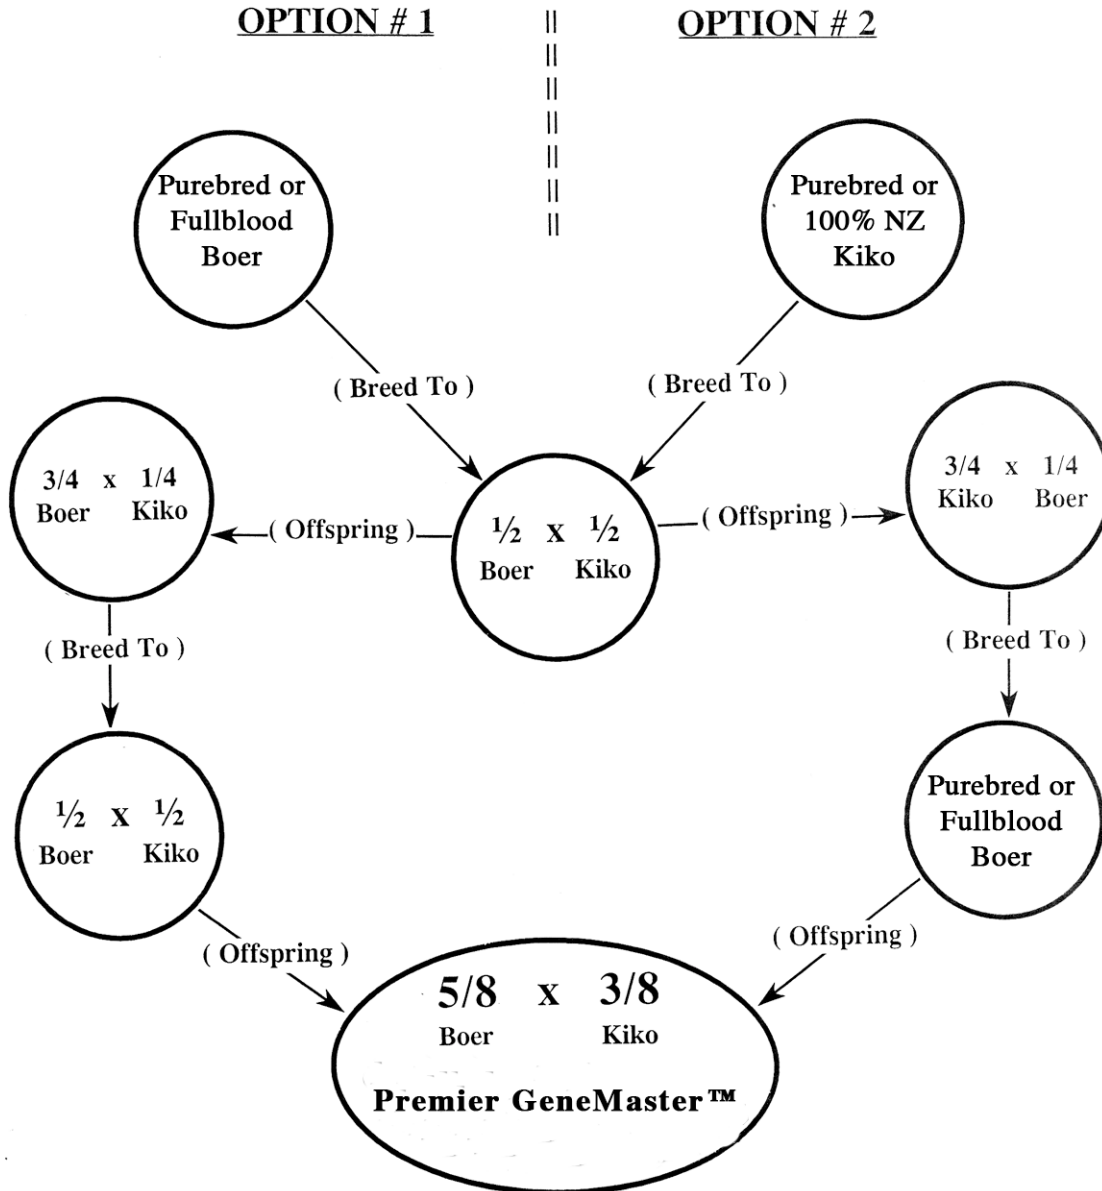 OPTION # 1
OPTION # 2
Purebred or
Fullblood
Boer
Purebred or
100% NZ
Kiko
( Breed To )
( Breed To )
3/4 x 1/4
Boer Kiko
( Offspring )
½ X ½
Boer Kiko
( Offspring )
3/4 x 1/4
Kiko Boer
( Breed To )
( Breed To )
½ X ½
Boer Kiko
Purebred or
Fullblood
Boer
( Offspring )
( Offspring )
5/8 x 3/8
Boer Kiko
Premier GeneMaster™